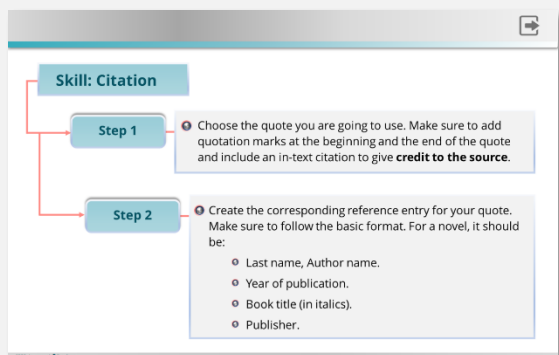 Skill: Citation
Step 1
Choose the quote you are going to use. Make sure to add
quotation marks at the beginning and the end of the quote
and include an in-text citation to give credit to the source.
Step 2
Create the corresponding reference entry for your quote.
Make sure to follow the basic format. For a novel, it should
be:
Last name, Author name.
Year of publication.
Book title (in italics).
Publisher.